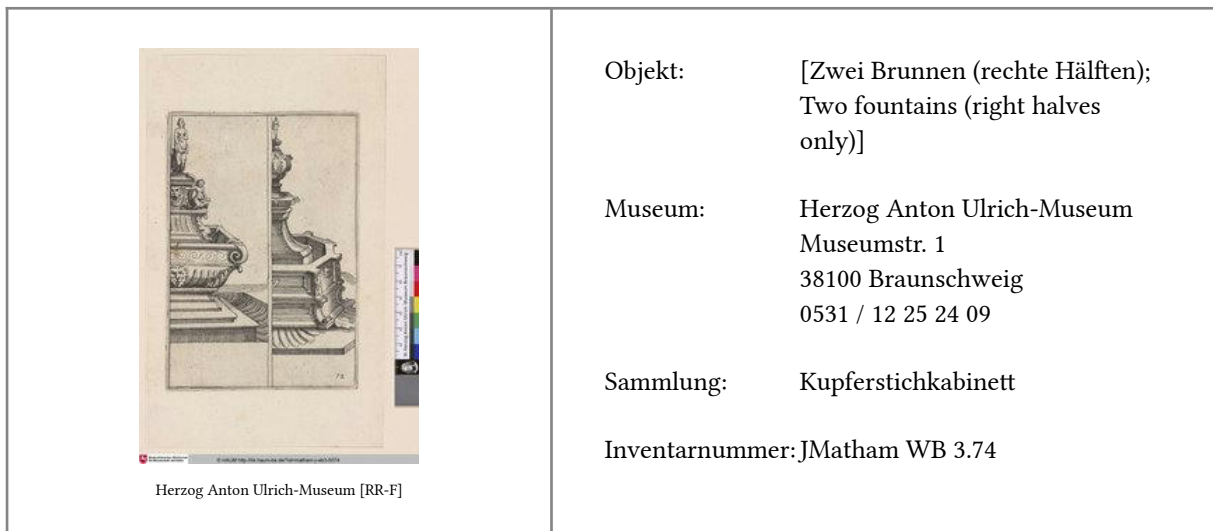 72
Herzog Anton Ulrich-Museum [RR-F]
Objekt: [Zwei Brunnen (rechte Hälften);
Two fountains (right halves
only)]
Museum: Herzog Anton Ulrich-Museum
Museumstr. 1
38100 Braunschweig
0531 / 12 25 24 09
Sammlung: Kupferstichkabinett
Inventarnummer: JMatham WB 3.74